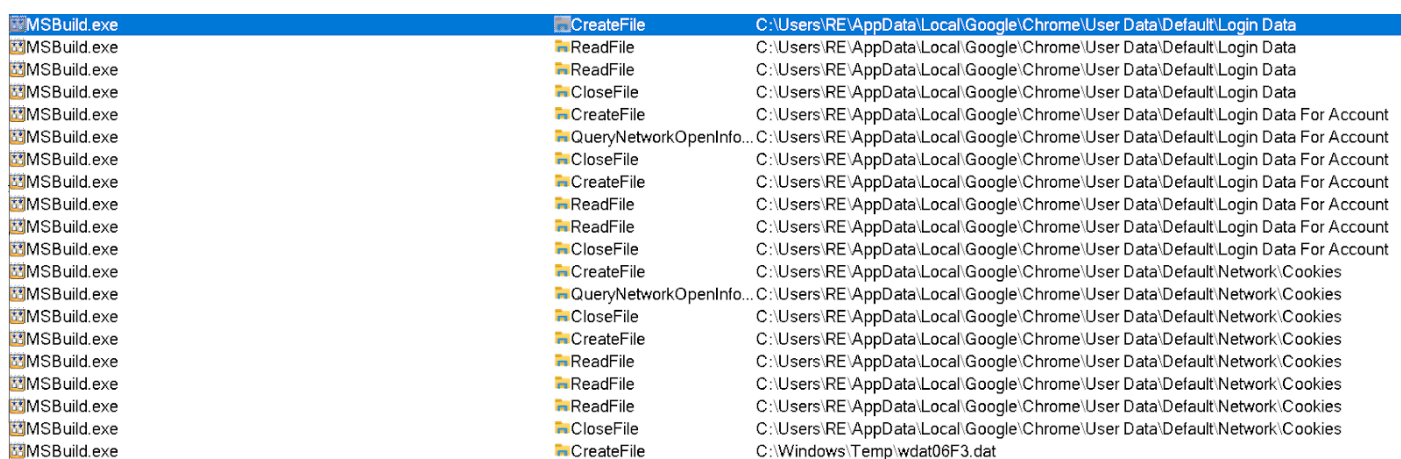 MSBuild.exe CreateFile C:\Users\RE\AppData\Local\Google\Chrome\User Data\Default\Login Data
MSBuild.exe ReadFile C:\Users\RE\AppData\Local\Google\Chrome\User Data\Default\Login Data
MSBuild.exe ReadFile C:\Users\RE\AppData\Local\Google\Chrome\User Data\Default\Login Data
MSBuild.exe CloseFile C:\Users\RE\AppData\Local\Google\Chrome\User Data\Default\Login Data
MSBuild.exe CreateFile C:\Users\RE\AppData\Local\Google\Chrome\User Data\Default\Login Data For Account
MSBuild.exe QueryNetworkOpenInfo... C:\Users\RE\AppData\Local\Google\Chrome\User Data\Default\Login Data For Account
MSBuild.exe CloseFile C:\Users\RE\AppData\Local\Google\Chrome\User Data\Default\Login Data For Account
MSBuild.exe CreateFile C:\Users\RE\AppData\Local\Google\Chrome\User Data\Default\Login Data For Account
MSBuild.exe ReadFile C:\Users\RE\AppData\Local\Google\Chrome\User Data\Default\Login Data For Account
MSBuild.exe ReadFile C:\Users\RE\AppData\Local\Google\Chrome\User Data\Default\Login Data For Account
MSBuild.exe CloseFile C:\Users\RE\AppData\Local\Google\Chrome\User Data\Default\Login Data For Account
MSBuild.exe CreateFile C:\Users\RE\AppData\Local\Google\Chrome\User Data\Default\Network\Cookies
MSBuild.exe QueryNetworkOpenInfo... C:\Users\RE\AppData\Local\Google\Chrome\User Data\Default\Network\Cookies
MSBuild.exe CloseFile C:\Users\RE\AppData\Local\Google\Chrome\User Data\Default\Network\Cookies
MSBuild.exe CreateFile C:\Users\RE\AppData\Local\Google\Chrome\User Data\Default\Network\Cookies
MSBuild.exe ReadFile C:\Users\RE\AppData\Local\Google\Chrome\User Data\Default\Network\Cookies
MSBuild.exe ReadFile C:\Users\RE\AppData\Local\Google\Chrome\User Data\Default\Network\Cookies
MSBuild.exe ReadFile C:\Users\RE\AppData\Local\Google\Chrome\User Data\Default\Network\Cookies
MSBuild.exe CloseFile C:\Users\RE\AppData\Local\Google\Chrome\User Data\Default\Network\Cookies
MSBuild.exe CreateFile C:\Windows\Temp\wdat06F3.dat